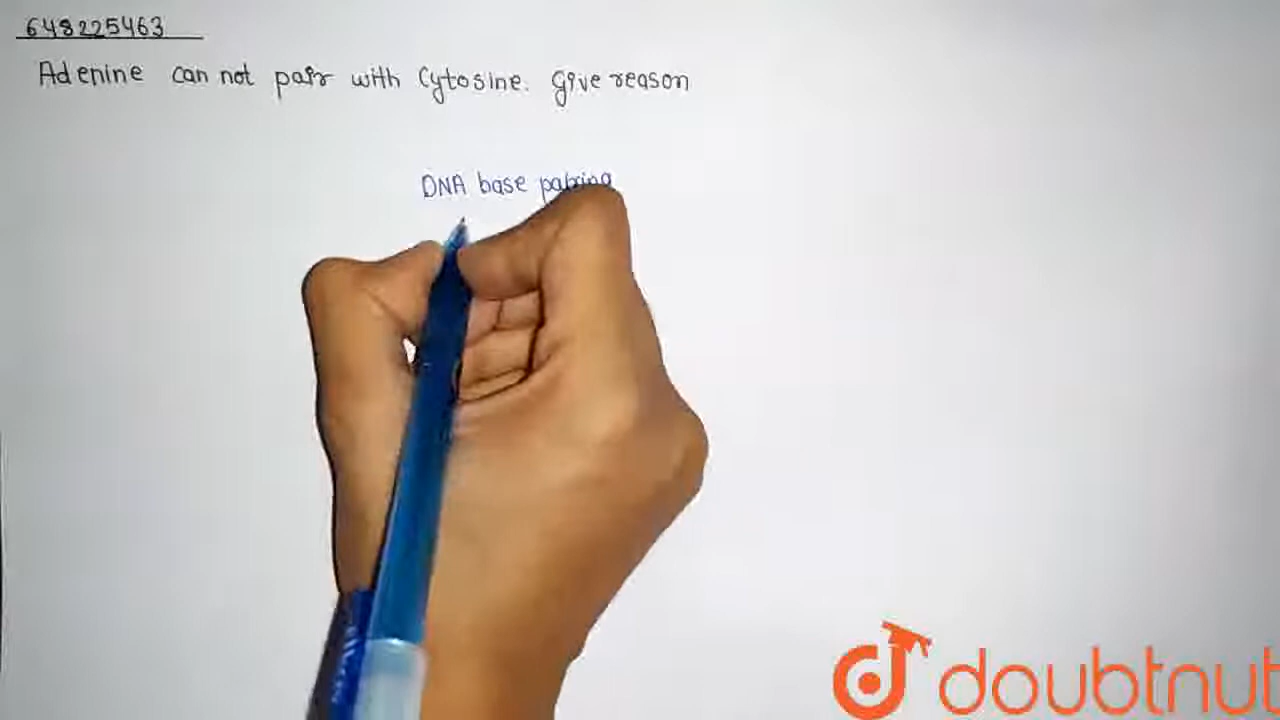 648225463
Adenine can not pair with Cytosine. Give reason
DNA base pairing
doubtnut